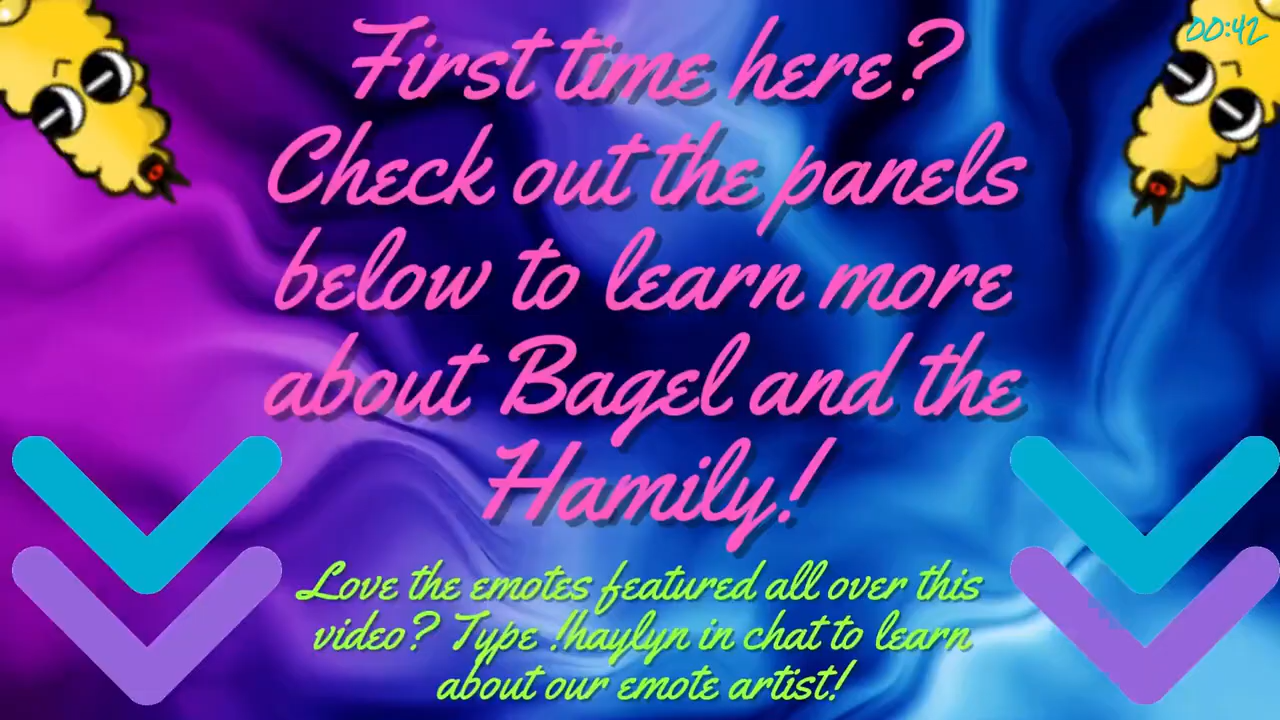 00:42
First time here?
Check out the panels
below to learn more
about Bagel and the
Hamily!
Love the emotes featured all over this
video? Type !haylyn in chat to learn
about our emote artist!